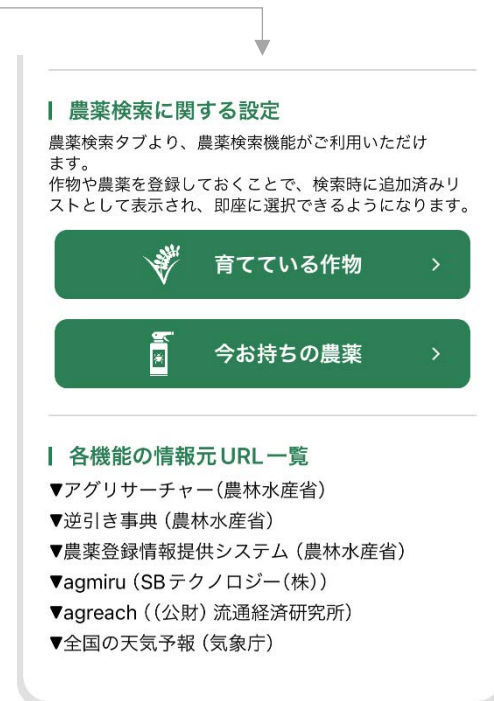 農薬検索に関する設定
農薬検索タブより、農薬検索機能がご利用いただけ
ます。
作物や農薬を登録しておくことで、検索時に追加済みリ
ストとして表示され、即座に選択できるようになります。
育てている作物 >
今お持ちの農薬 >
各機能の情報元URL一覧
▼アグリサーチャー(農林水産省)
▼逆引き事典(農林水産省)
▼農薬登録情報提供システム(農林水産省)
▼agmiru(SBテクノロジー(株))
▼agreach((公財)流通経済研究所)
▼全国の天気予報(気象庁)